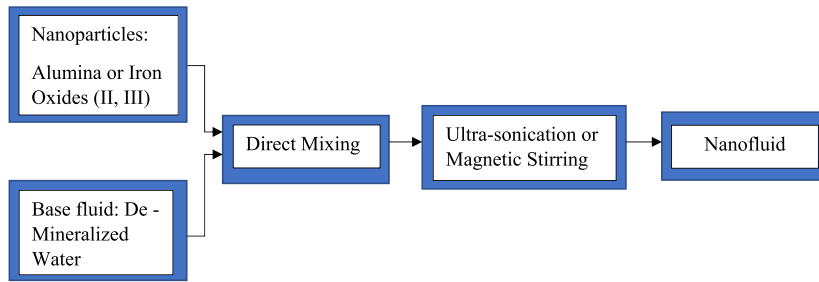 Nanoparticles:
Alumina or Iron
Oxides (II, III)
Base fluid: De -
Mineralized
Water
Direct Mixing
Ultra-sonication or
Magnetic Stirring
Nanofluid